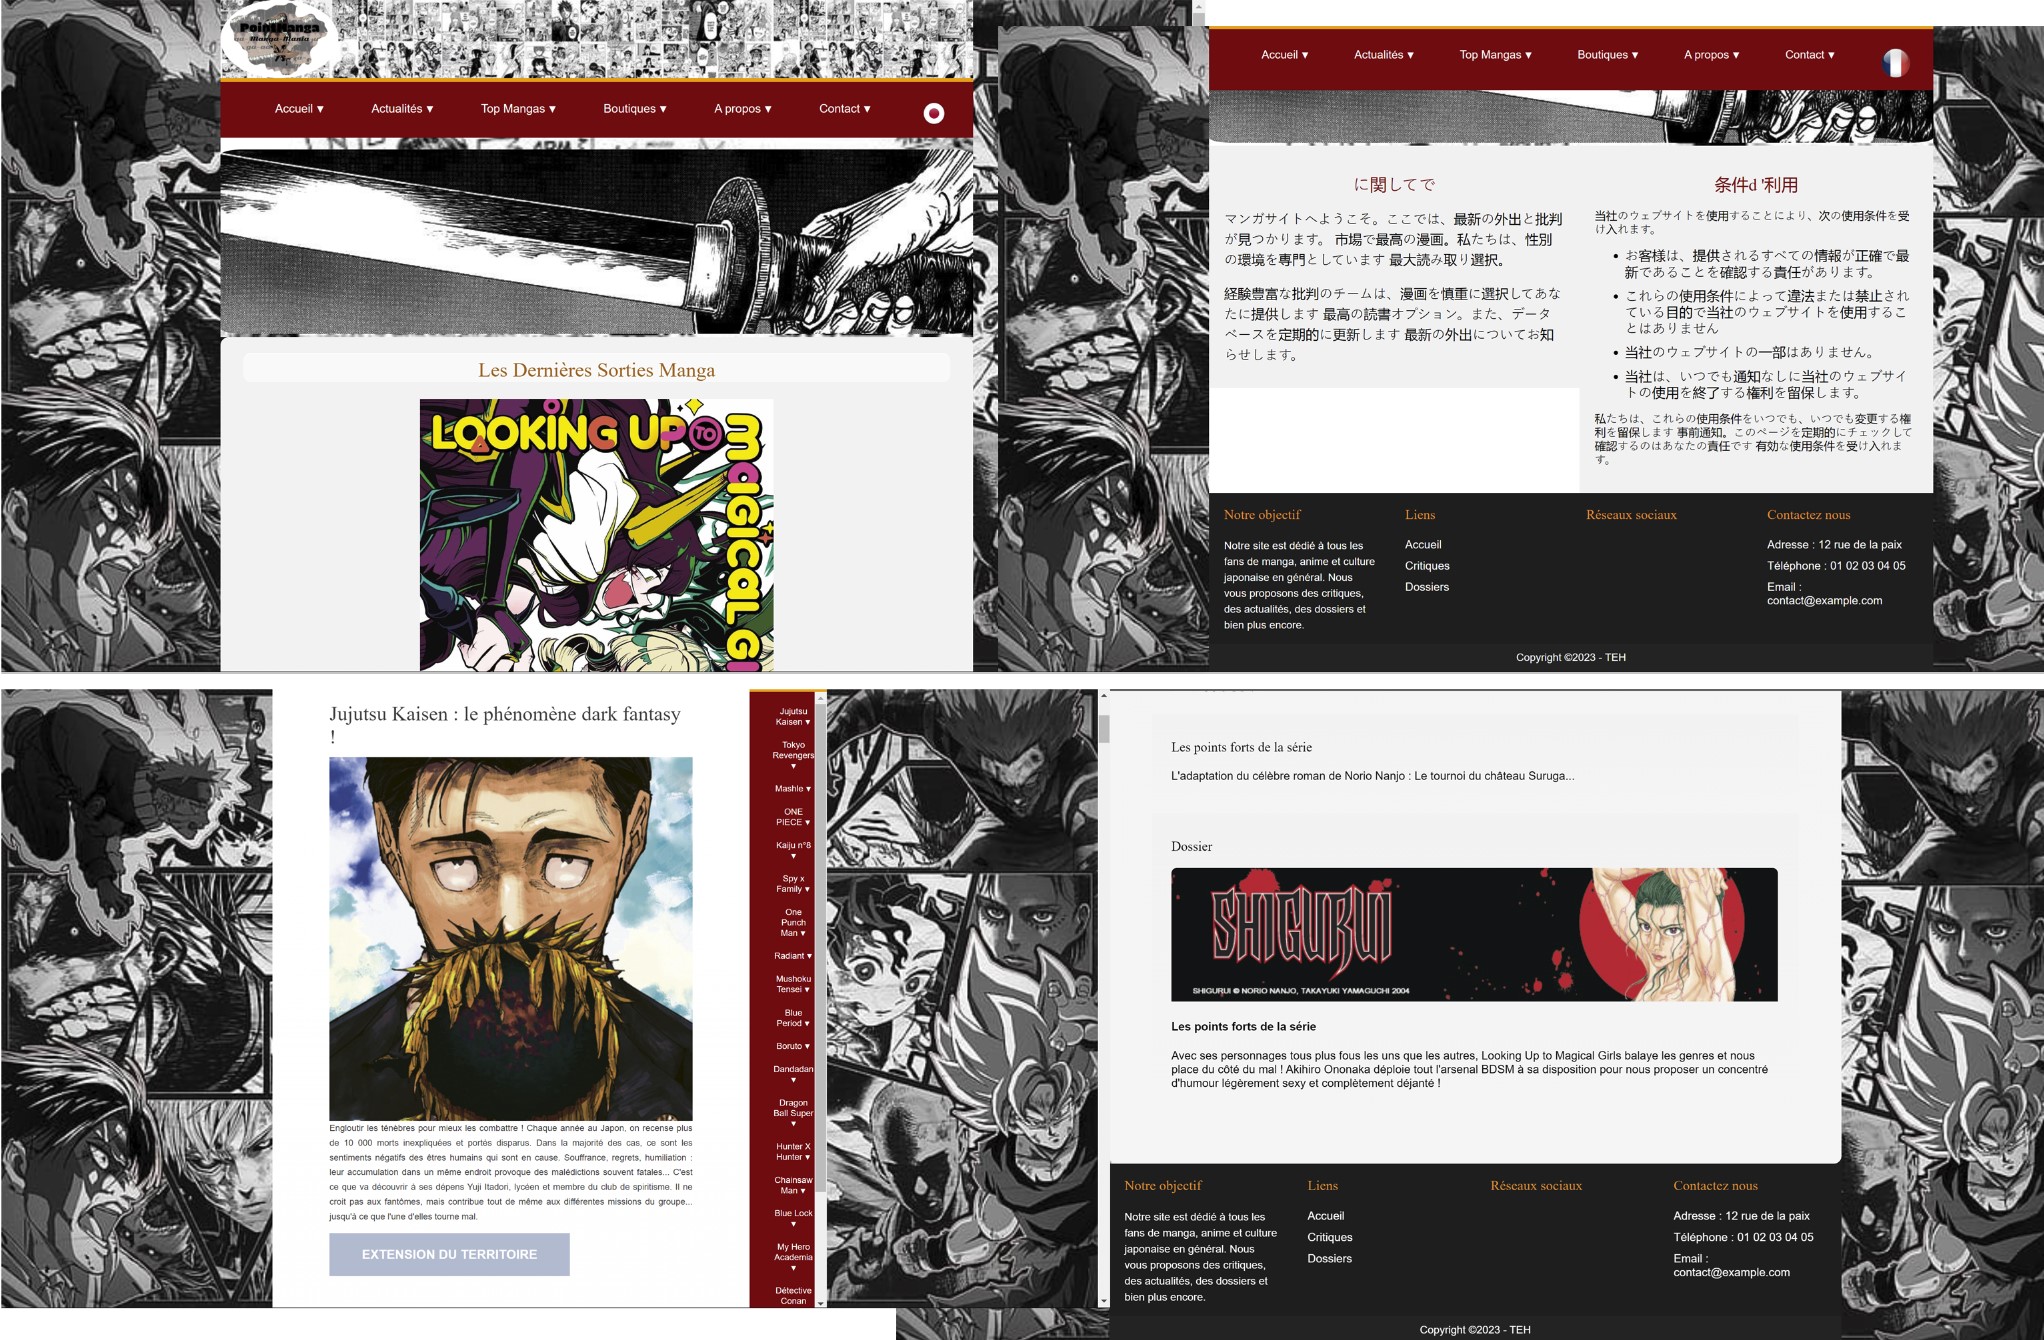 PointManga
Manga Mania
Accueil ▾
Actualités ▾
Top Mangas ▾
Boutiques ▾
A propos ▾
Contact ▾
Les Dernières Sorties Manga
LOOKING UP TO
MAGICAL GI
Accueil ▾
Actualités ▾
Top Mangas ▾
Boutiques ▾
A propos ▾
Contact ▾
に関してで
マンガサイトへようこそ。ここでは、最新の外出と批判
が見つかります。 市場で最高の漫画。私たちは、性別
の環境を専門としています 最大読み取り選択。
経験豊富な批判のチームは、漫画を慎重に選択してあな
たに提供します 最高の読書オプション。また、データ
ベースを定期的に更新します 最新の外出についてお知
らせします。
条件d '利用
当社のウェブサイトを使用することにより、次の使用条件を受
け入れます。
• お客様は、提供されるすべての情報が正確で最
新であることを確認する責任があります。
• これらの使用条件によって違法または禁止され
ている目的で当社のウェブサイトを使用するこ
とはありません
• 当社のウェブサイトの一部はありません。
• 当社は、いつでも通知なしに当社のウェブサイ
トの使用を終了する権利を留保します。
私たちは、これらの使用条件をいつでも、いつでも変更する権
利を留保します 事前通知。このページを定期的にチェックして
確認するのはあなたの責任です 有効な使用条件を受け入れま
す。
Notre objectif
Notre site est dédié à tous les
fans de manga, anime et culture
japonaise en général. Nous
vous proposons des critiques,
des actualités, des dossiers et
bien plus encore.
Liens
Accueil
Critiques
Dossiers
Réseaux sociaux
Contactez nous
Adresse : 12 rue de la paix
Téléphone : 01 02 03 04 05
Email :
contact@example.com
Copyright ©2023 - TEH
Jujutsu Kaisen : le phénomène dark fantasy
!
Engloutir les ténèbres pour mieux les combattre ! Chaque année au Japon, on recense plus
de 10 000 morts inexpliquées et portés disparus. Dans la majorité des cas, ce sont les
sentiments négatifs des êtres humains qui sont en cause. Souffrance, regrets, humiliation :
leur accumulation dans un même endroit provoque des malédictions souvent fatales... C'est
ce que va découvrir à ses dépens Yuji Itadori, lycéen et membre du club de spiritisme. Il ne
croit pas aux fantômes, mais contribue tout de même aux différentes missions du groupe...
jusqu'à ce que l'une d'elles tourne mal.
EXTENSION DU TERRITOIRE
Jujutsu
Kaisen ▾
Tokyo
Revengers
▾
Mashle ▾
ONE
PIECE ▾
Kaiju n°8
▾
Spy x
Family ▾
One
Punch
Man ▾
Radiant ▾
Mushoku
Tensei ▾
Blue
Period ▾
Boruto ▾
Dandadan
▾
Dragon
Ball Super
▾
Hunter X
Hunter ▾
Chainsaw
Man ▾
Blue Lock
▾
My Hero
Academia
▾
Détective
Conan
Les points forts de la série
L'adaptation du célèbre roman de Norio Nanjo : Le tournoi du château Suruga...
Dossier
SHIGURUI
SHIGURUI © NORIO NANJO, TAKAYUKI YAMAGUCHI 2004
Les points forts de la série
Avec ses personnages tous plus fous les uns que les autres, Looking Up to Magical Girls balaye les genres et nous
place du côté du mal ! Akihiro Ononaka déploie tout l'arsenal BDSM à sa disposition pour nous proposer un concentré
d'humour légèrement sexy et complètement déjanté !
Notre objectif
Notre site est dédié à tous les
fans de manga, anime et culture
japonaise en général. Nous
vous proposons des critiques,
des actualités, des dossiers et
bien plus encore.
Liens
Accueil
Critiques
Dossiers
Réseaux sociaux
Contactez nous
Adresse : 12 rue de la paix
Téléphone : 01 02 03 04 05
Email :
contact@example.com
Copyright ©2023 - TEH